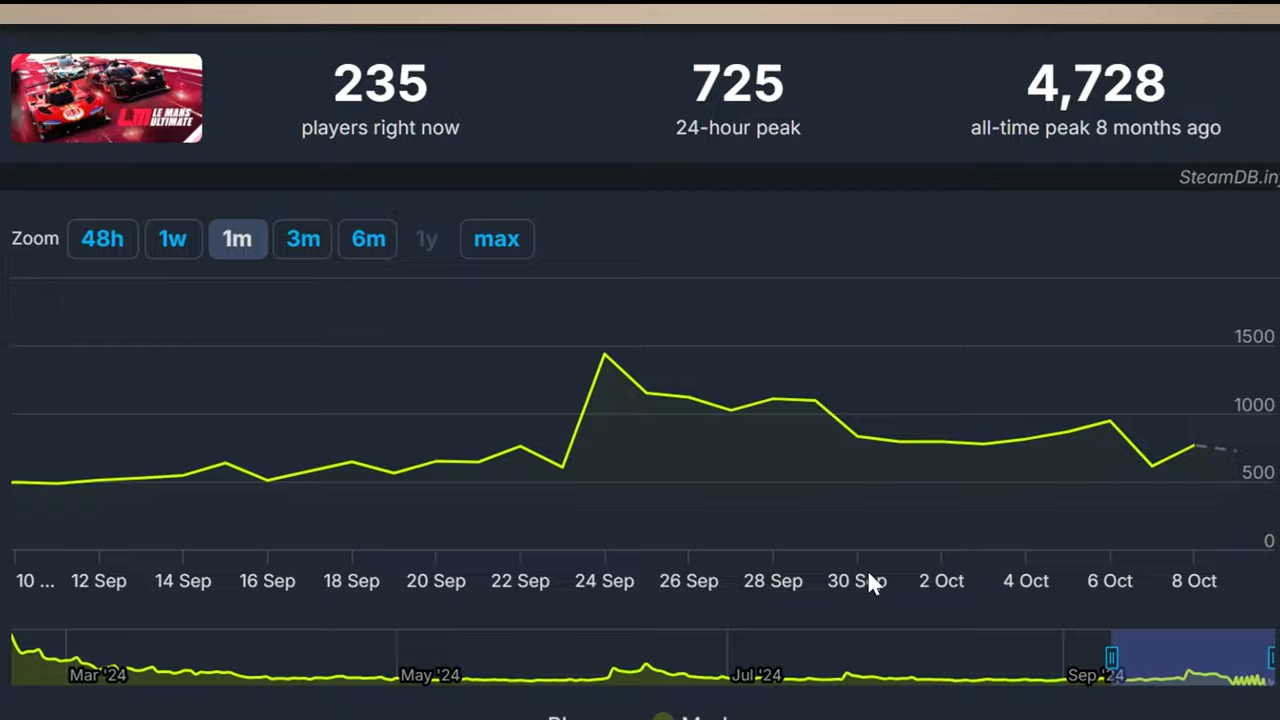 LM LE MANS
ULTIMATE
235
players right now
725
24-hour peak
4,728
all-time peak 8 months ago
SteamDB.in
Zoom 48h 1w 1m 3m 6m 1y max
1500
1000
500
0
10 ... 12 Sep 14 Sep 16 Sep 18 Sep 20 Sep 22 Sep 24 Sep 26 Sep 28 Sep 30 Sep 2 Oct 4 Oct 6 Oct 8 Oct
Mar '24 May '24 Jul '24 Sep '24